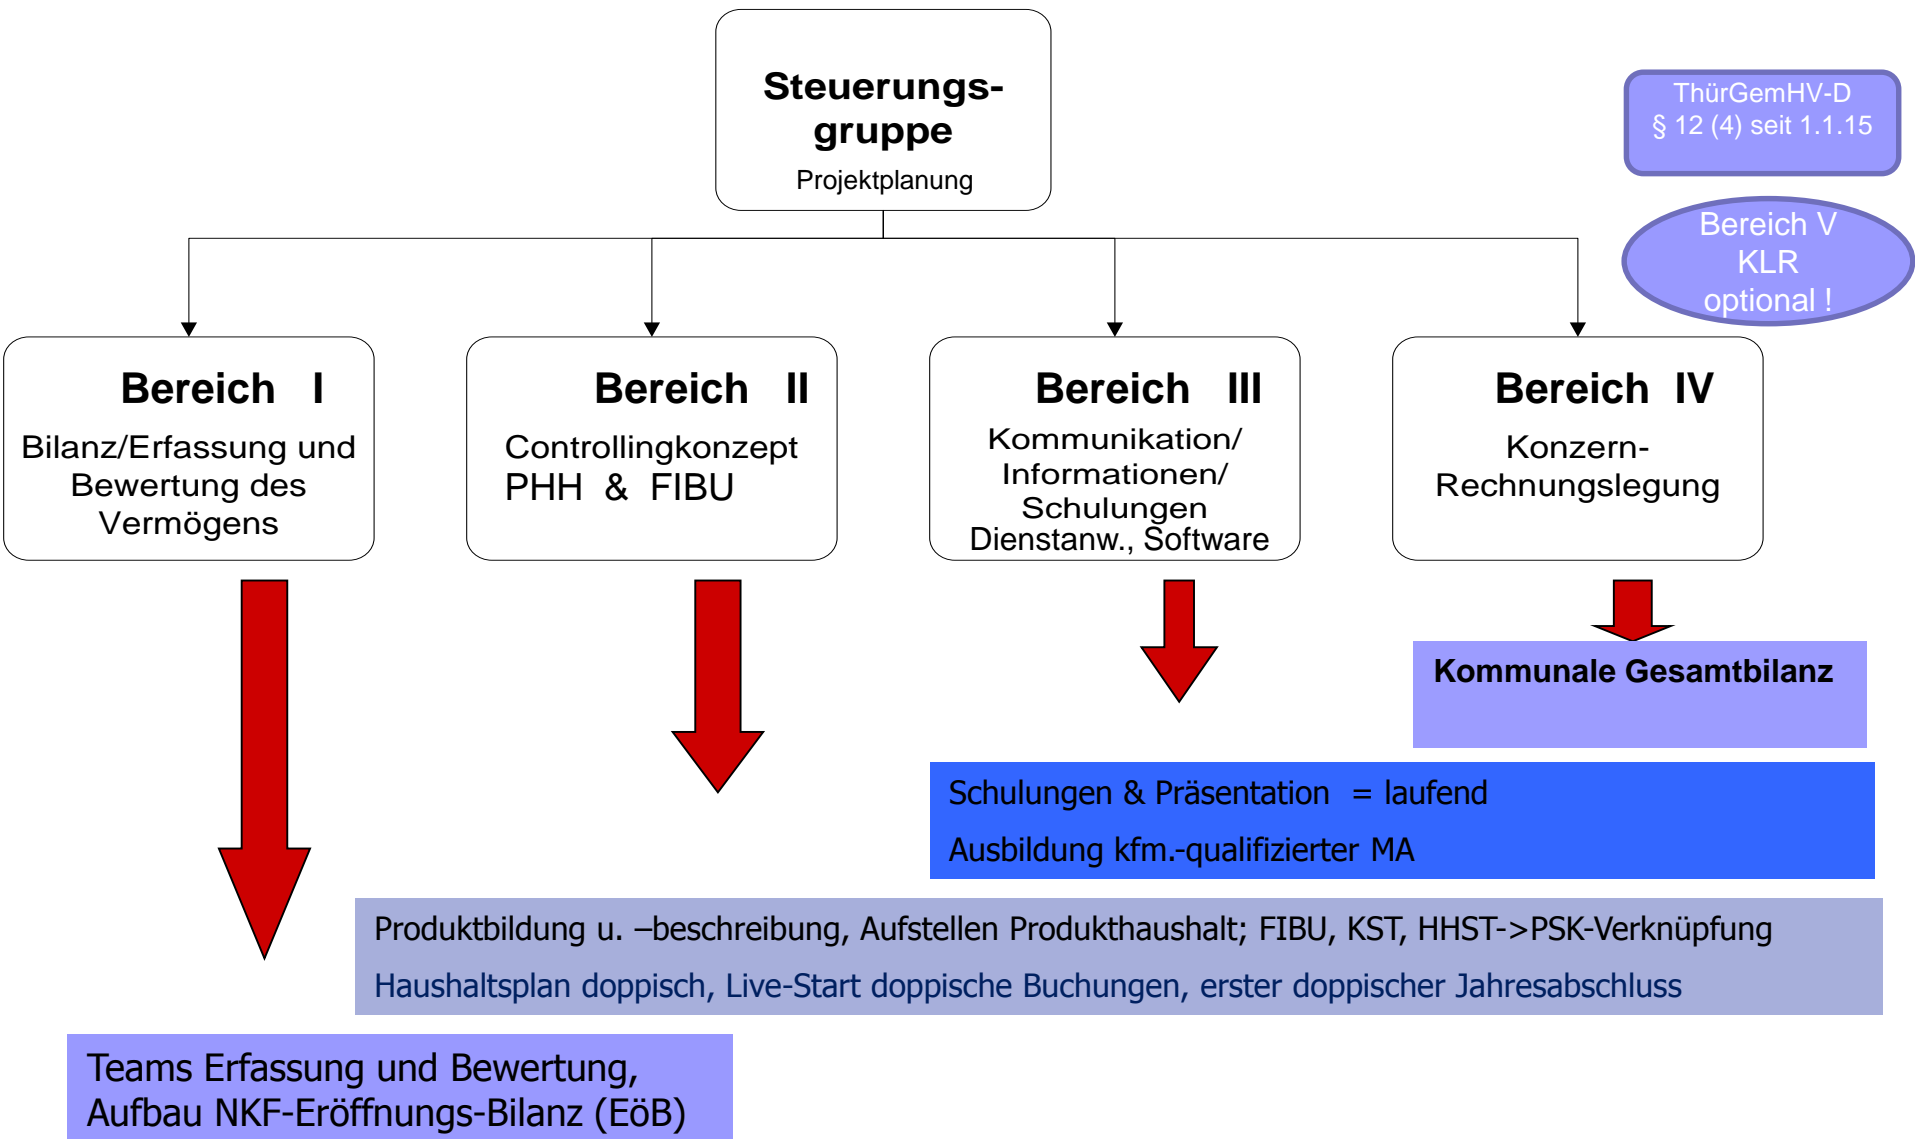 Steuerungs-
gruppe
Projektplanung
ThürGemHV-D
§ 12 (4) seit 1.1.15
Bereich V
KLR
optional !
Bereich I
Bilanz/Erfassung und
Bewertung des
Vermögens
Bereich II
Controllingkonzept
PHH & FIBU
Bereich III
Kommunikation/
Informationen/
Schulungen
Dienstanw., Software
Bereich IV
Konzern-
Rechnungslegung
Kommunale Gesamtbilanz
Schulungen & Präsentation = laufend
Ausbildung kfm.-qualifizierter MA
Produktbildung u. –beschreibung, Aufstellen Produkthaushalt; FIBU, KST, HHST->PSK-Verknüpfung
Haushaltsplan doppisch, Live-Start doppische Buchungen, erster doppischer Jahresabschluss
Teams Erfassung und Bewertung,
Aufbau NKF-Eröffnungs-Bilanz (EöB)